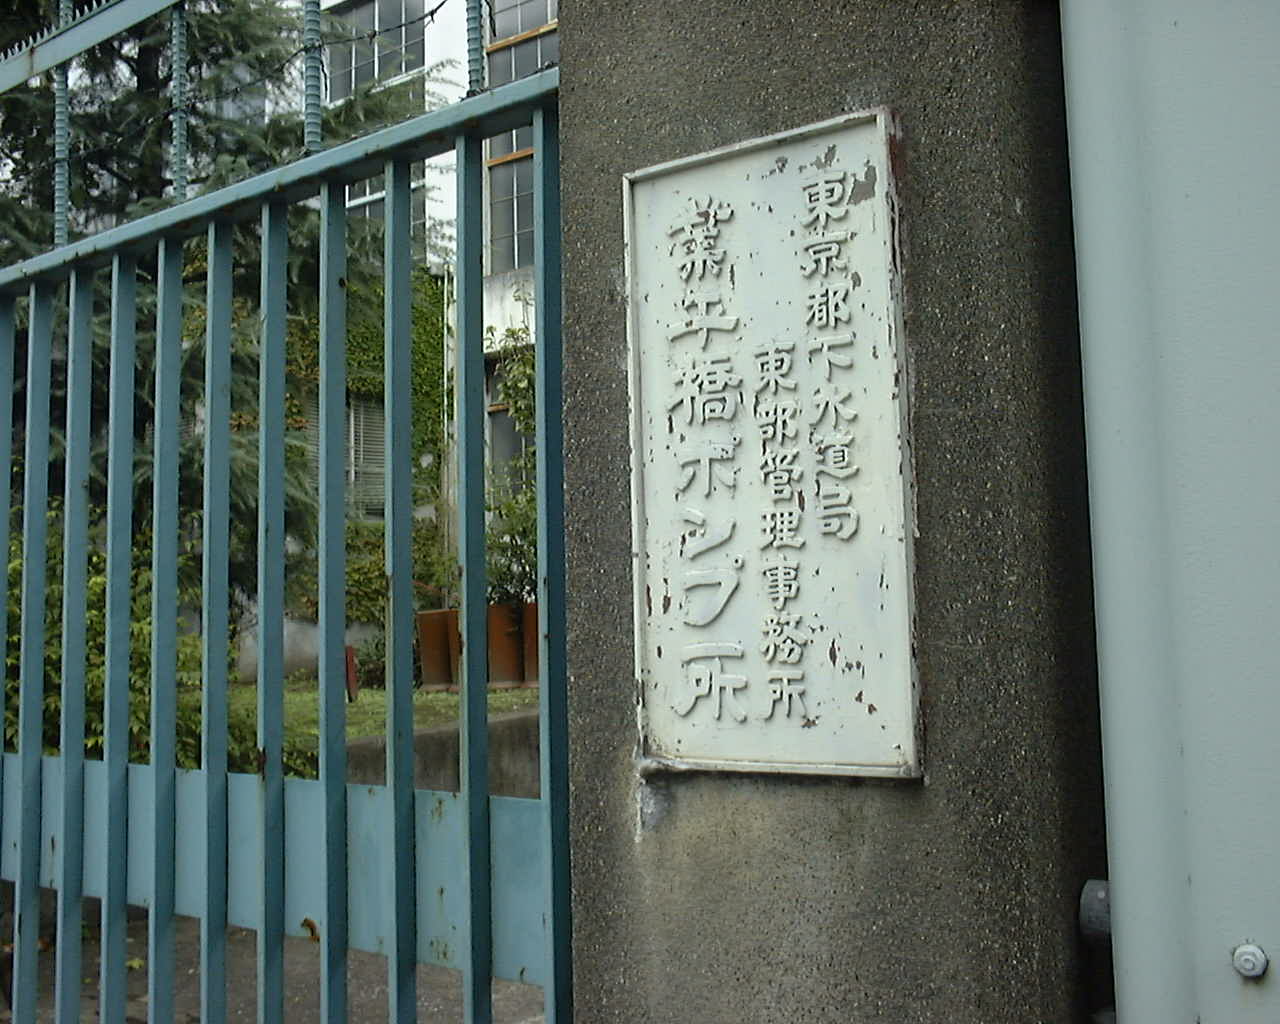 東京都下水道局
東部管理事務所
業平橋ポンプ所